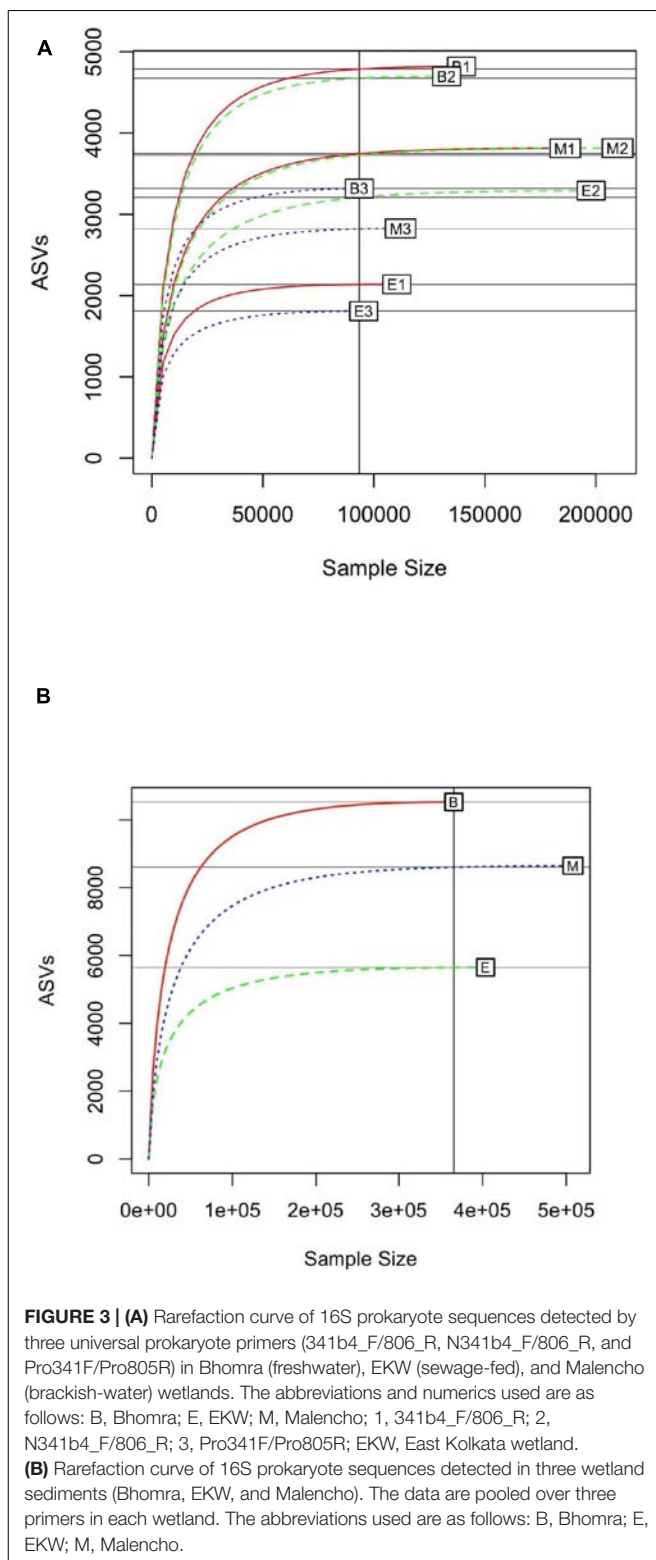 A
5000
4000
3000
2000
1000
0
ASVs
B2
M1
M2
B3
E2
M3
E1
E3
0
50000
100000
150000
200000
Sample Size
B
8000
6000
4000
2000
0
ASVs
B
M
E
0e+00
1e+05
2e+05
3e+05
4e+05
5e+05
Sample Size
FIGURE 3 | (A) Rarefaction curve of 16S prokaryote sequences detected by
three universal prokaryote primers (341b4_F/806_R, N341b4_F/806_R, and
Pro341F/Pro805R) in Bhomra (freshwater), EKW (sewage-fed), and Malencho
(brackish-water) wetlands. The abbreviations and numerics used are as
follows: B, Bhomra; E, EKW; M, Malencho; 1, 341b4_F/806_R; 2,
N341b4_F/806_R; 3, Pro341F/Pro805R; EKW, East Kolkata wetland.
(B) Rarefaction curve of 16S prokaryote sequences detected in three wetland
sediments (Bhomra, EKW, and Malencho). The data are pooled over three
primers in each wetland. The abbreviations used are as follows: B, Bhomra; E,
EKW; M, Malencho.